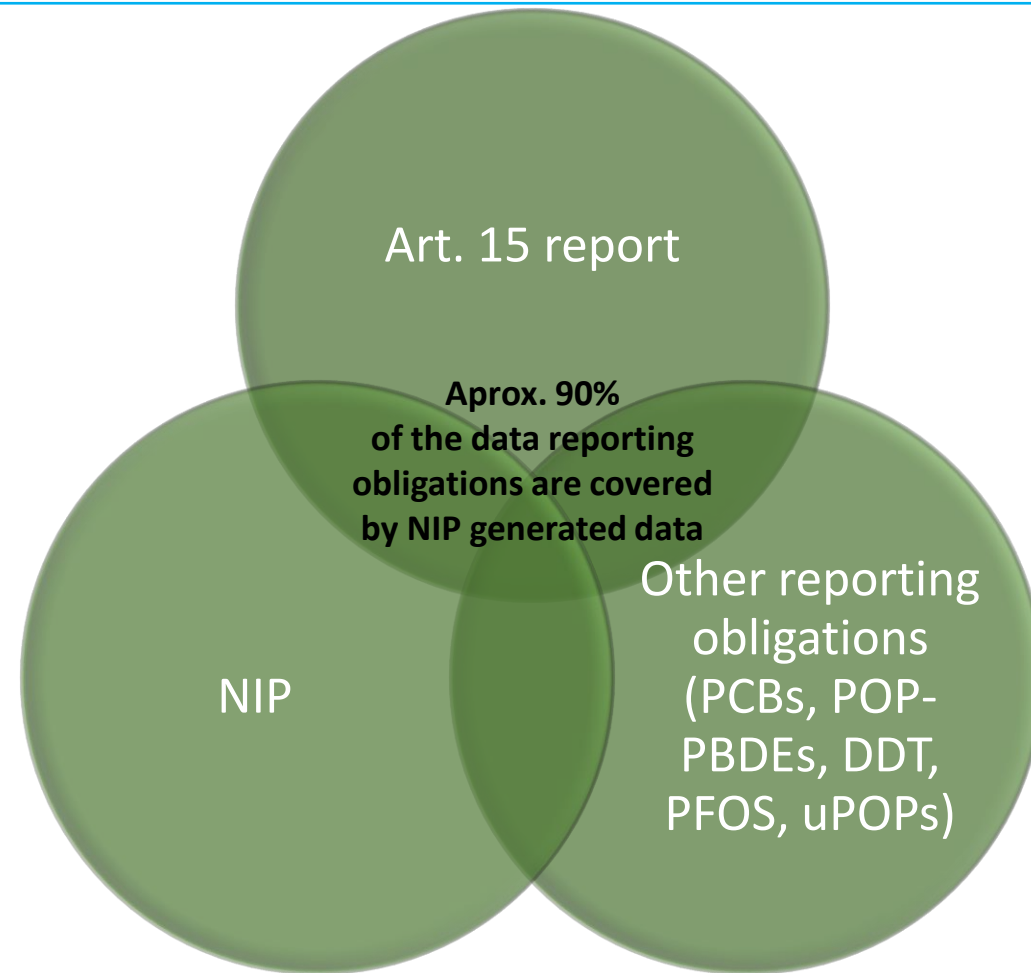 Art. 15 report
Aprox. 90%
of the data reporting
obligations are covered
by NIP generated data
Other reporting
obligations
(PCBs, POP-
PBDEs, DDT,
PFOS, uPOPs)
NIP